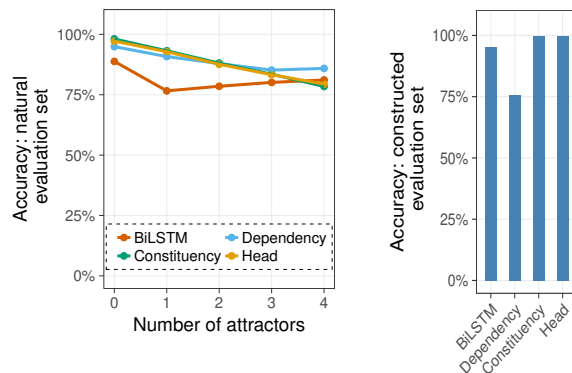 Accuracy: natural
evaluation set
100%
75%
50%
25%
0%
BiLSTM
Dependency
Constituency
Head
0 1 2 3 4
Number of attractors
Accuracy: constructed
evaluation set
100%
75%
50%
25%
0%
BiLSTM
Dependency
Constituency
Head